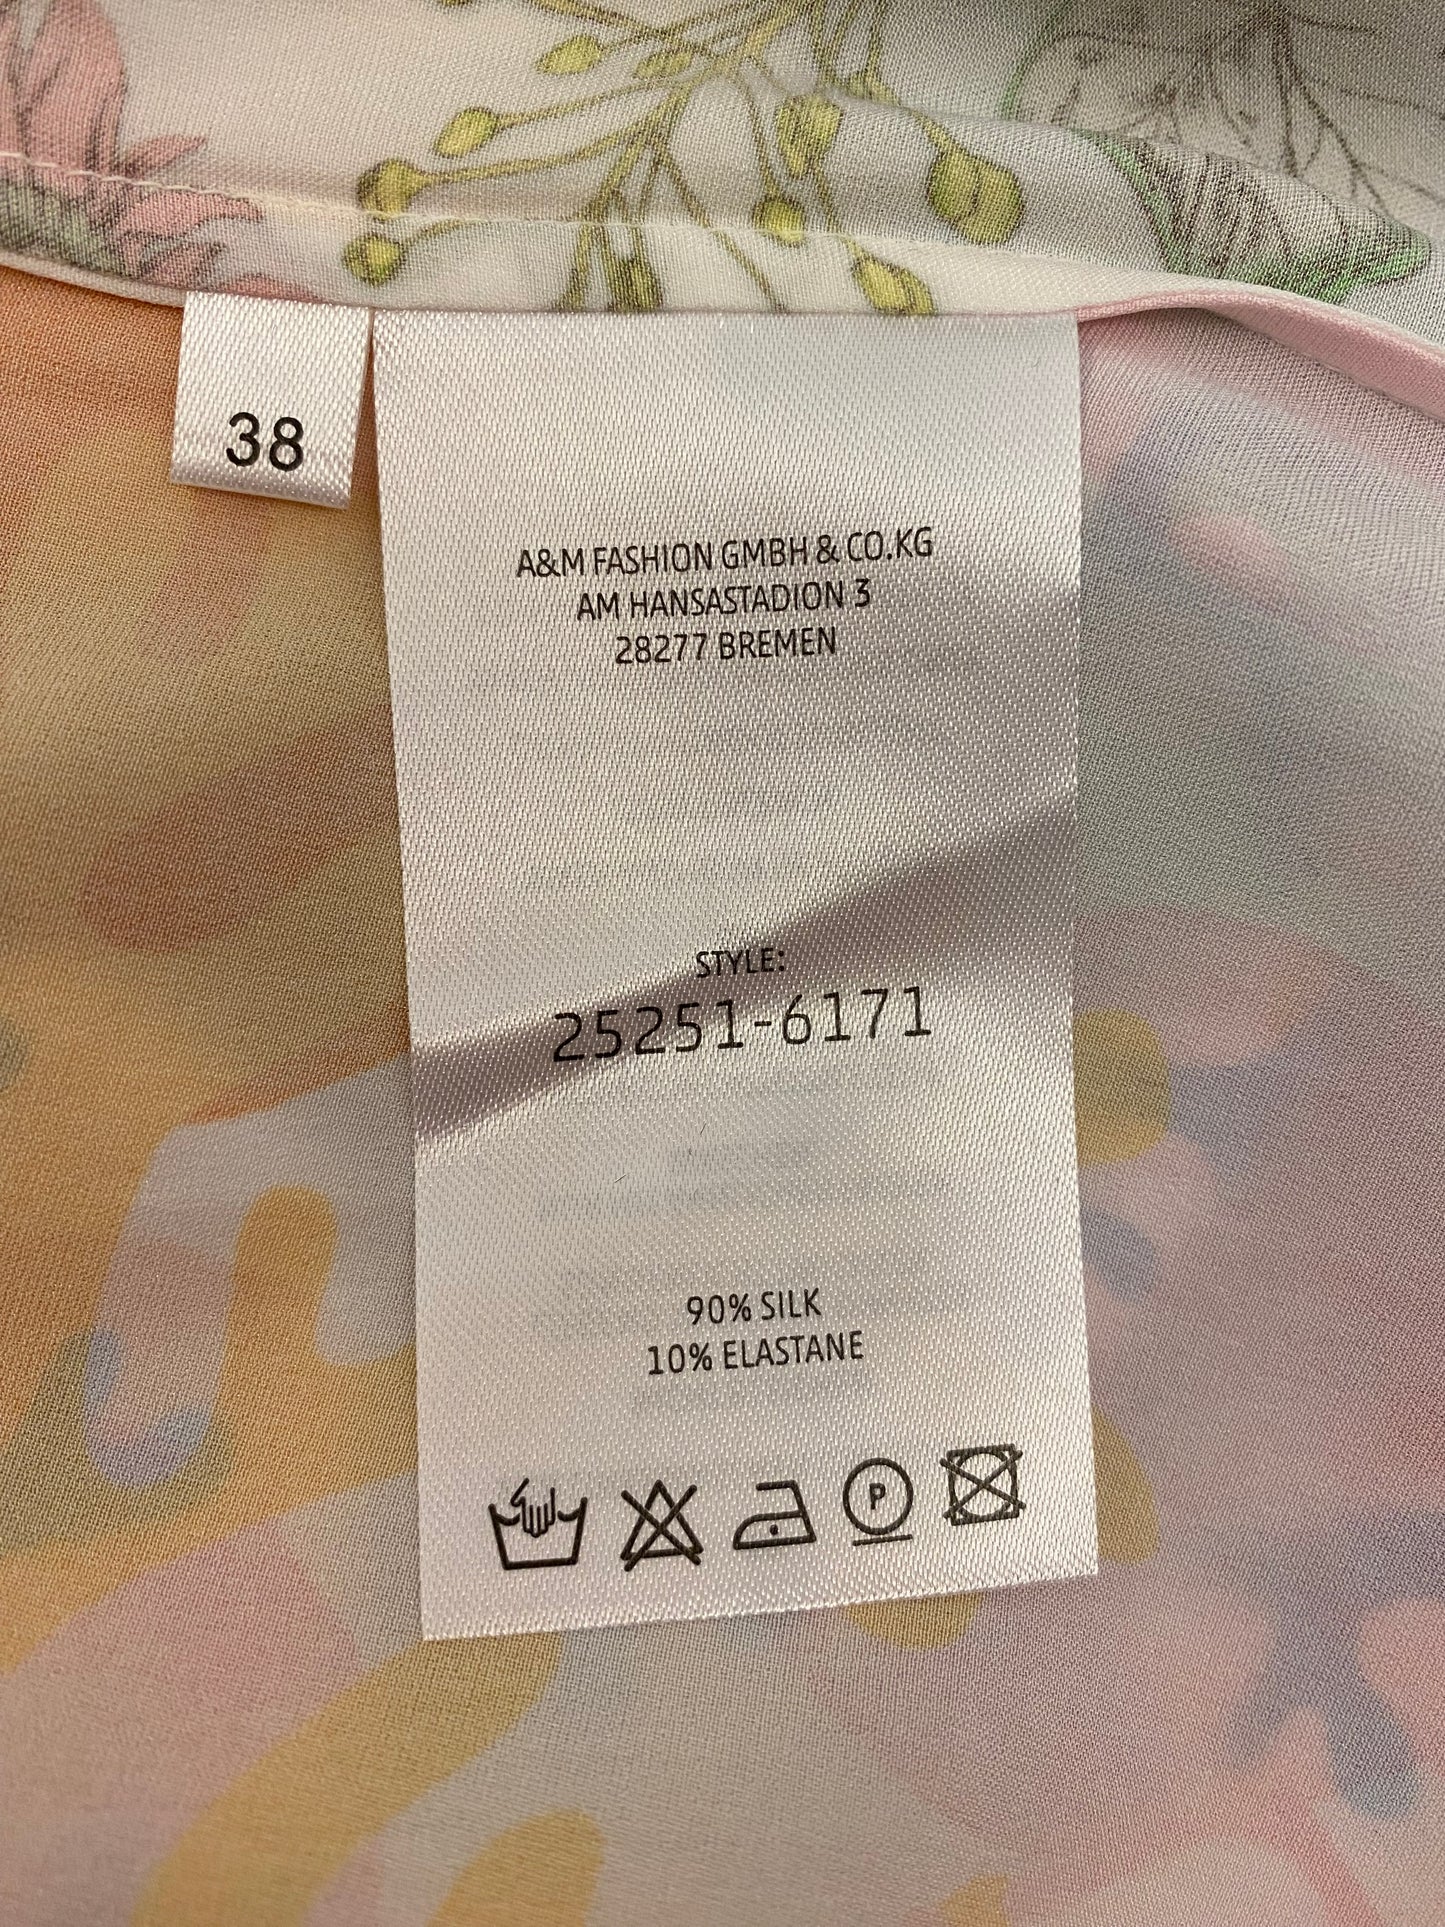 38
A&M FASHION GMBH & CO.KG
AM HANSASTADION 3
28277 BREMEN
STYLE:
25251-6171
90% SILK
10% ELASTANE
P